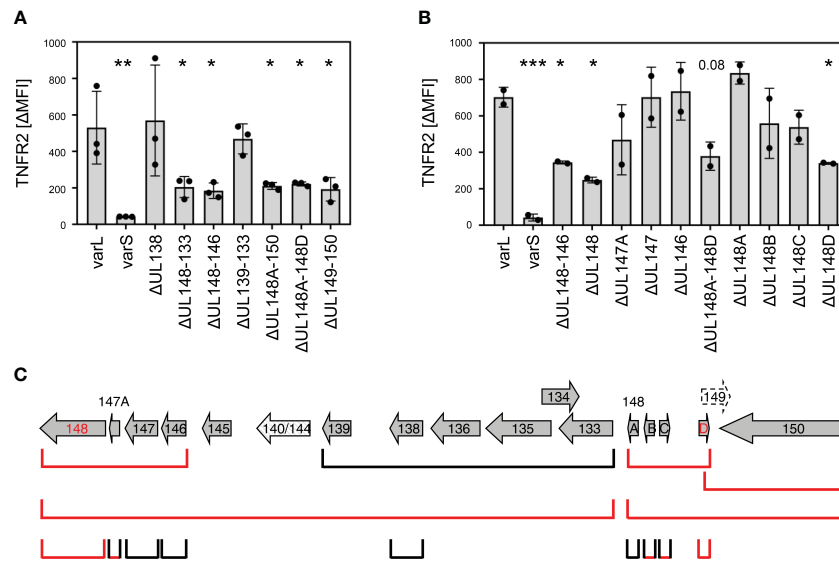 A
TNFR2 [ΔMFI]
1000
800
600
400
200
0
** * * * * *
varL
varS
ΔUL138
ΔUL148-133
ΔUL148-146
ΔUL139-133
ΔUL148A-150
ΔUL148A-148D
ΔUL149-150
B
TNFR2 [ΔMFI]
1000
800
600
400
200
0
*** * * 0.08 *
varL
varS
ΔUL148-146
ΔUL148
ΔUL147A
ΔUL147
ΔUL146
ΔUL148A-148D
ΔUL148A
ΔUL148B
ΔUL148C
ΔUL148D
C
147A 134 148 149
148 147 146 145 140/144 139 138 136 135 133 A B C D 150